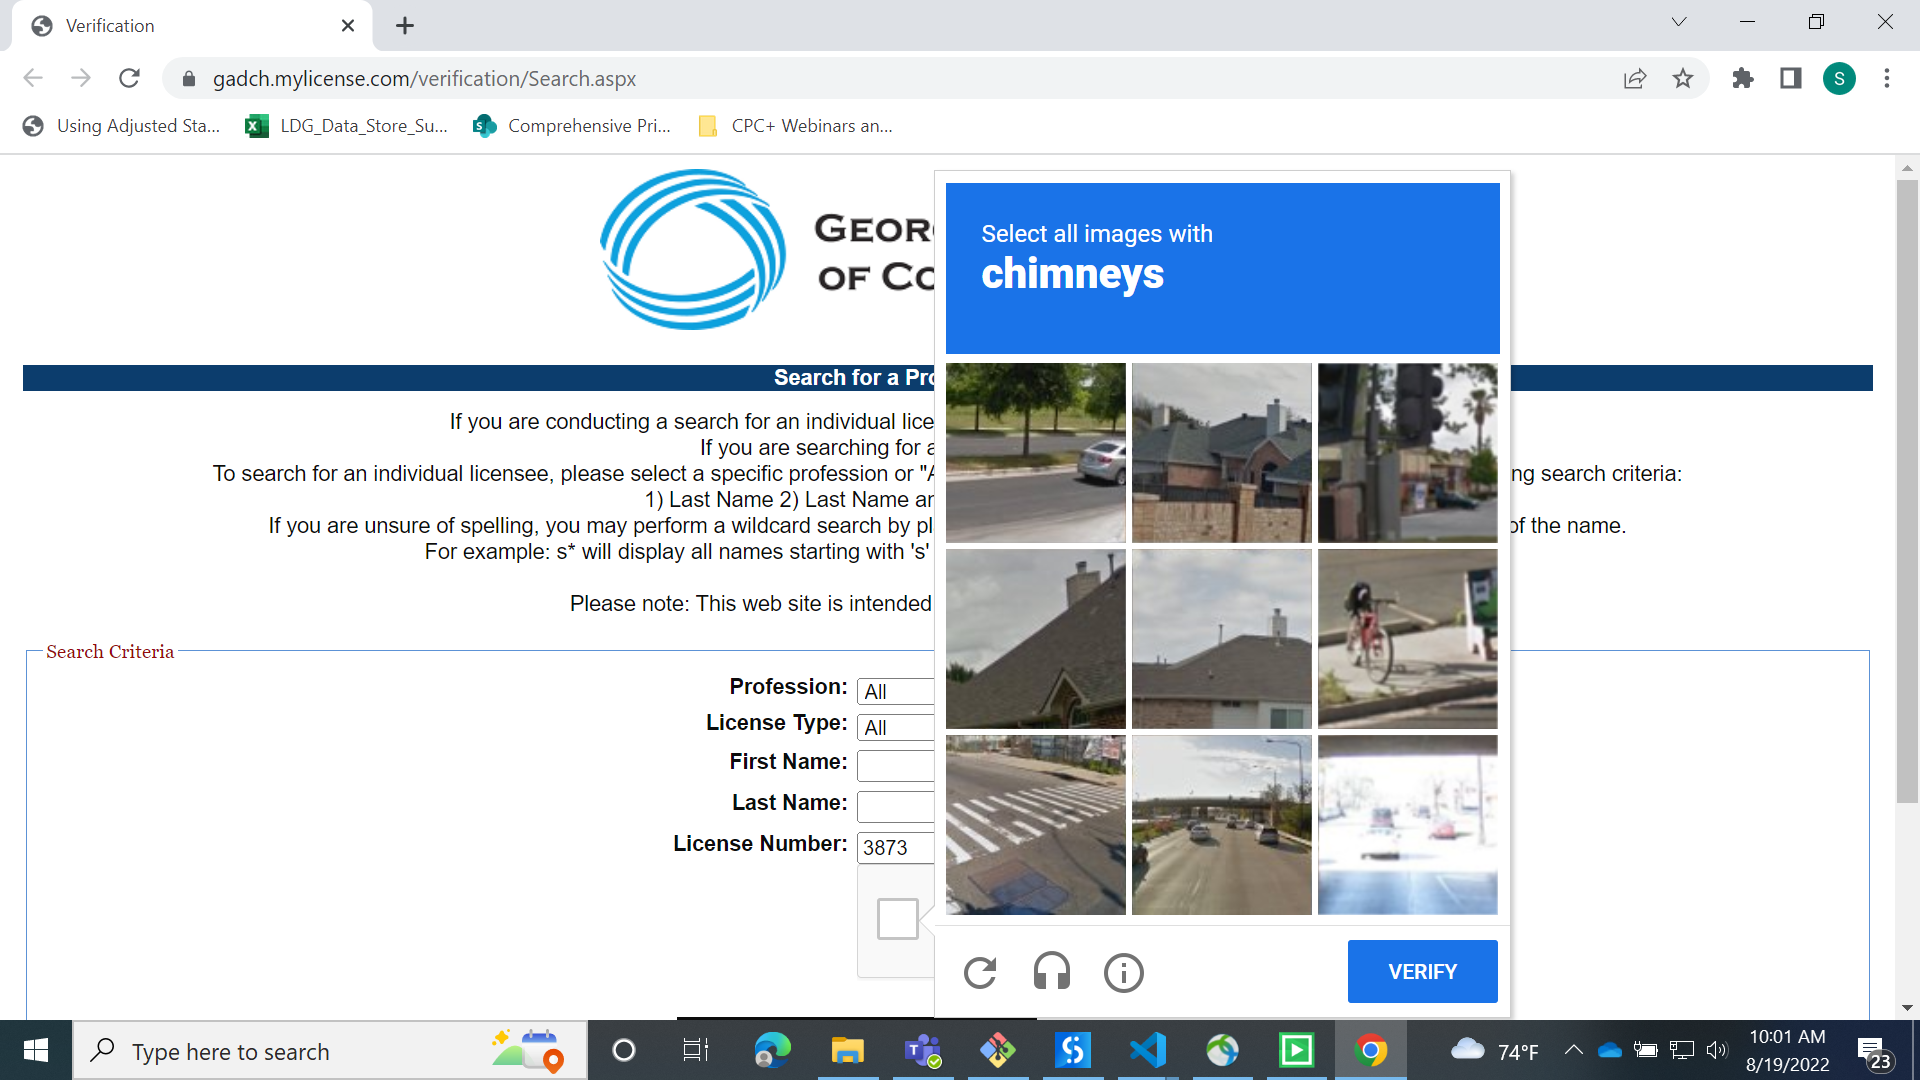 Verification
gadch.mylicense.com/verification/Search.aspx
S
Using Adjusted Sta...
LDG_Data_Store_Su...
Comprehensive Pri...
CPC+ Webinars an...
GEOR
OF CO
Select all images with
chimneys
Search for a Pro
If you are conducting a search for an individual lice
If you are searching for a
To search for an individual licensee, please select a specific profession or "A
ng search criteria:
1) Last Name 2) Last Name an
If you are unsure of spelling, you may perform a wildcard search by pl
of the name.
For example: s* will display all names starting with 's'
Please note: This web site is intended
Search Criteria
Profession:
All
License Type:
All
First Name:
Last Name:
License Number:
3873
VERIFY
Type here to search
74°F
10:01 AM
8/19/2022
23